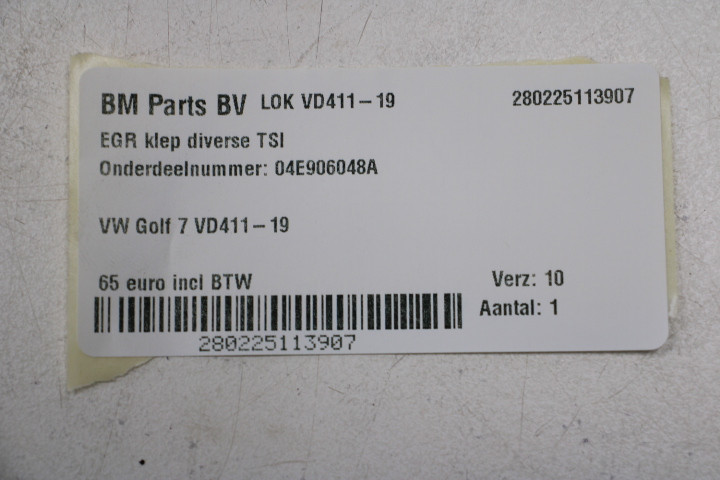 BM Parts BV LOK VD411-19 280225113907
EGR klep diverse TSI
Onderdeelnummer: 04E906048A
VW Golf 7 VD411-19
65 euro incl BTW Verz: 10
Aantal: 1
280225113907